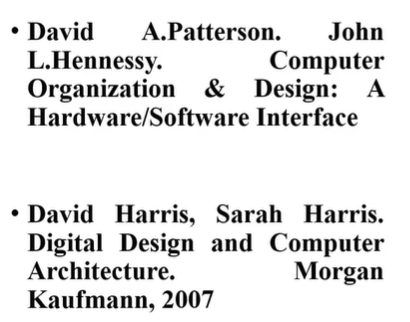 • David A.Patterson. John
L.Hennessy. Computer
Organization & Design: A
Hardware/Software Interface
• David Harris, Sarah Harris.
Digital Design and Computer
Architecture. Morgan
Kaufmann, 2007